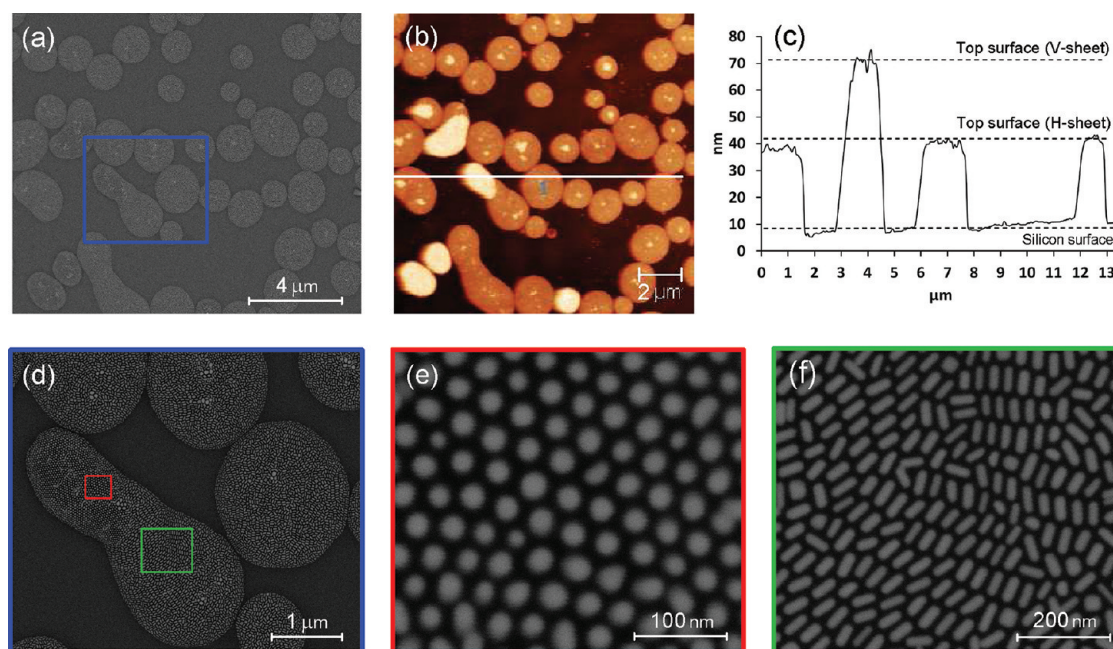 (a)
4 μm
(b)
1
2 μm
(c)
80
70
60
50
40
30
20
10
0
nm
Top surface (V-sheet)
Top surface (H-sheet)
Silicon surface
0 1 2 3 4 5 6 7 8 9 10 11 12 13
μm
(d)
1 μm
(e)
100 nm
(f)
200 nm